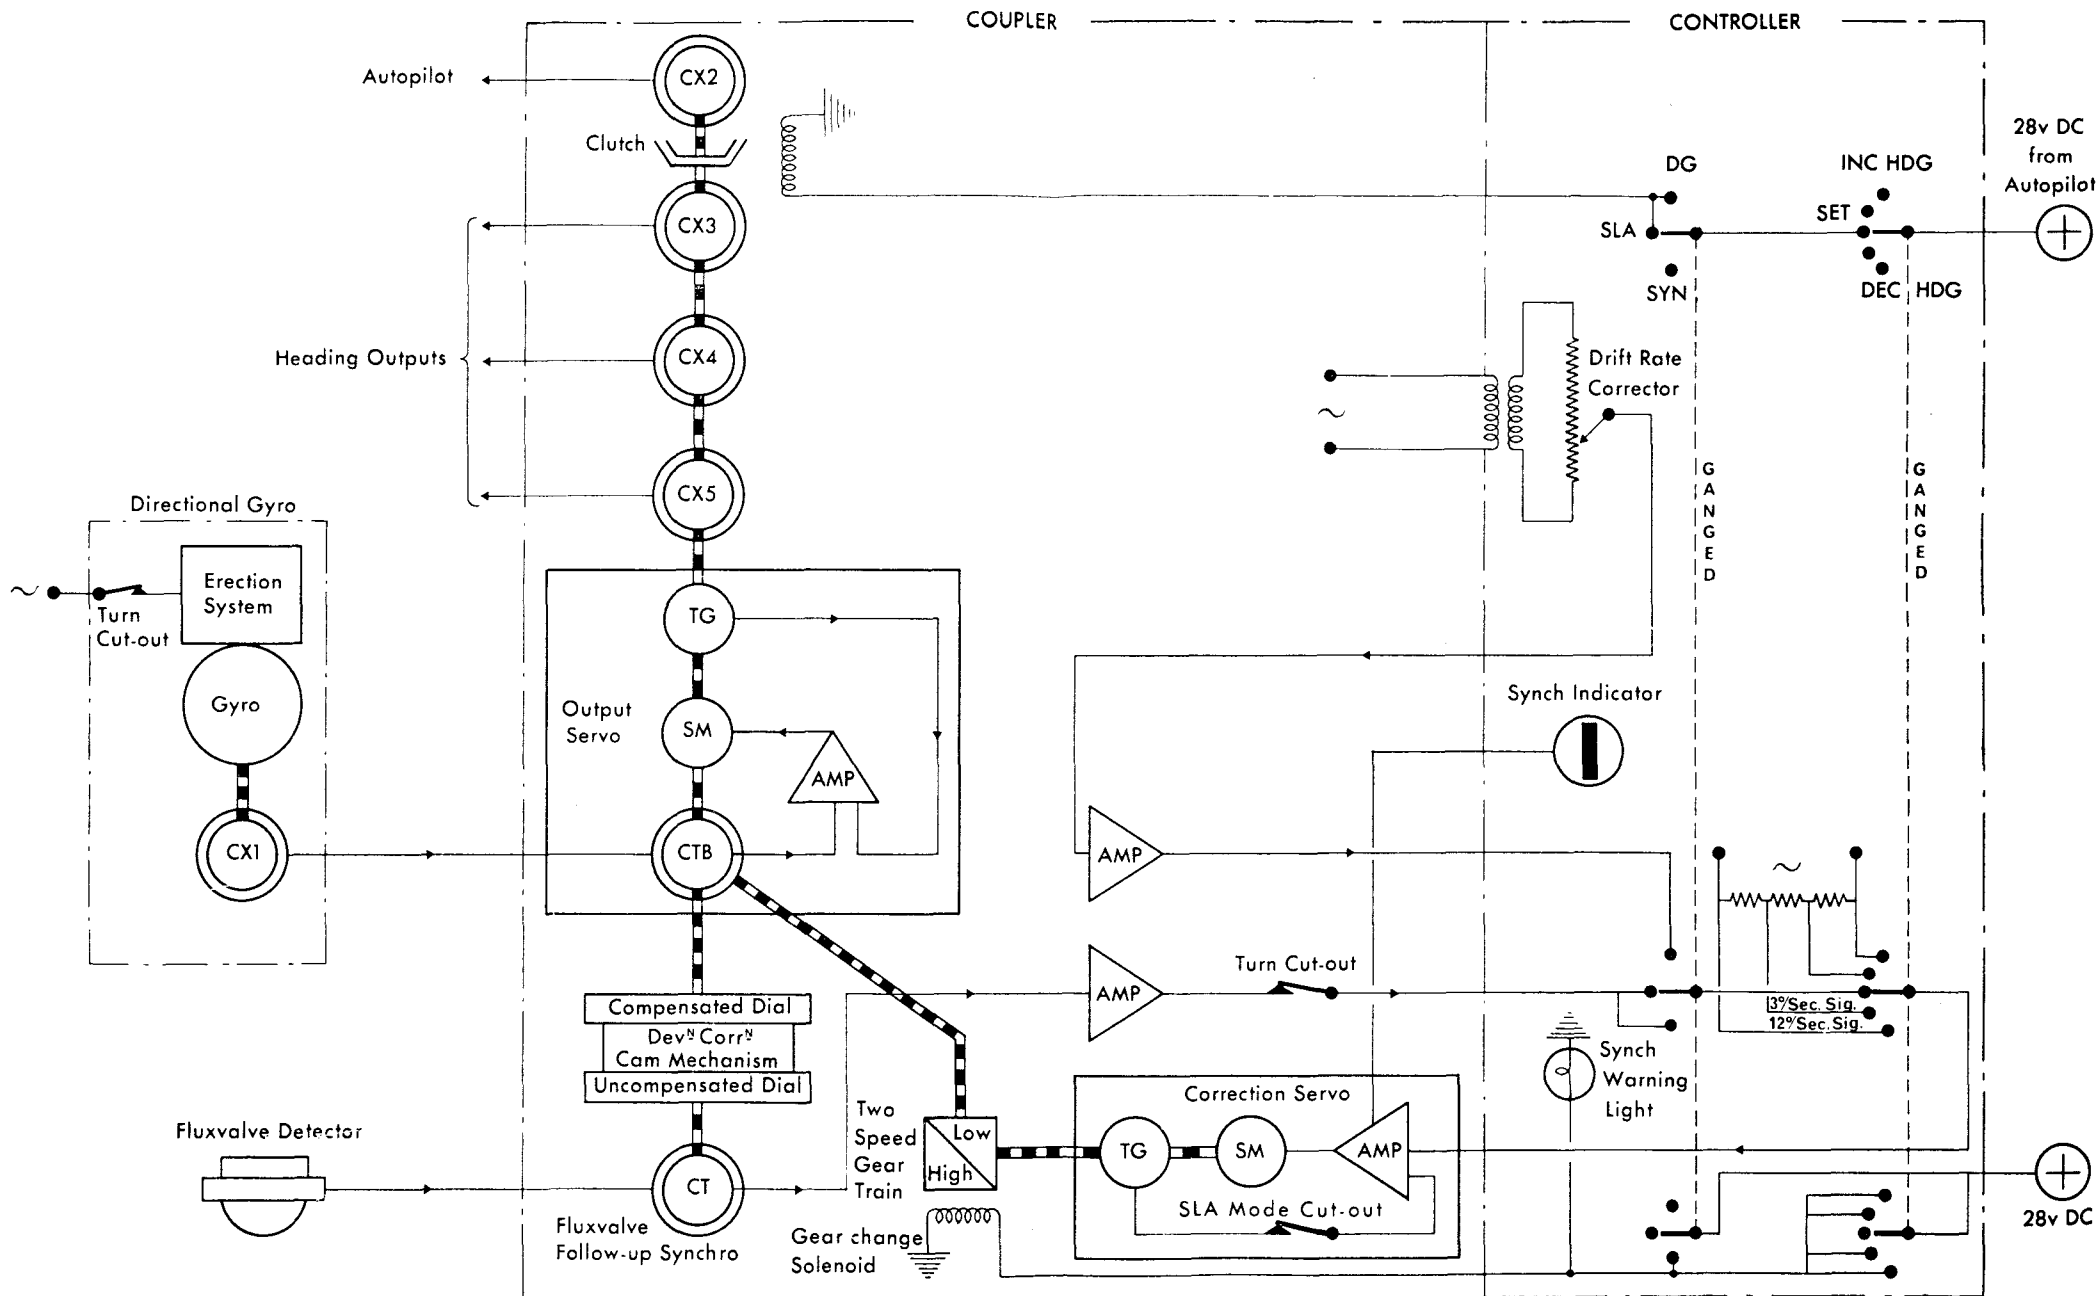 COUPLER
CONTROLLER
Autopilot
CX2
Clutch
CX3
Heading Outputs
CX4
CX5
28v DC
from
Autopilot
DG
INC HDG
SET
SLA
SYN
DEC HDG
Drift Rate
Corrector
GANGED
GANGED
Directional Gyro
Erection
System
Turn
Cut-out
Gyro
CX1
TG
Output
Servo
SM
AMP
CTB
Synch Indicator
AMP
AMP
Turn Cut-out
3°/Sec. Sig.
12°/Sec. Sig.
Compensated Dial
Devᴺ Corrᴺ
Cam Mechanism
Uncompensated Dial
Synch
Warning
Light
Fluxvalve Detector
CT
Fluxvalve
Follow-up Synchro
Two
Speed
Gear
Train
Low
High
Gear change
Solenoid
Correction Servo
TG
SM
AMP
SLA Mode Cut-out
28v DC